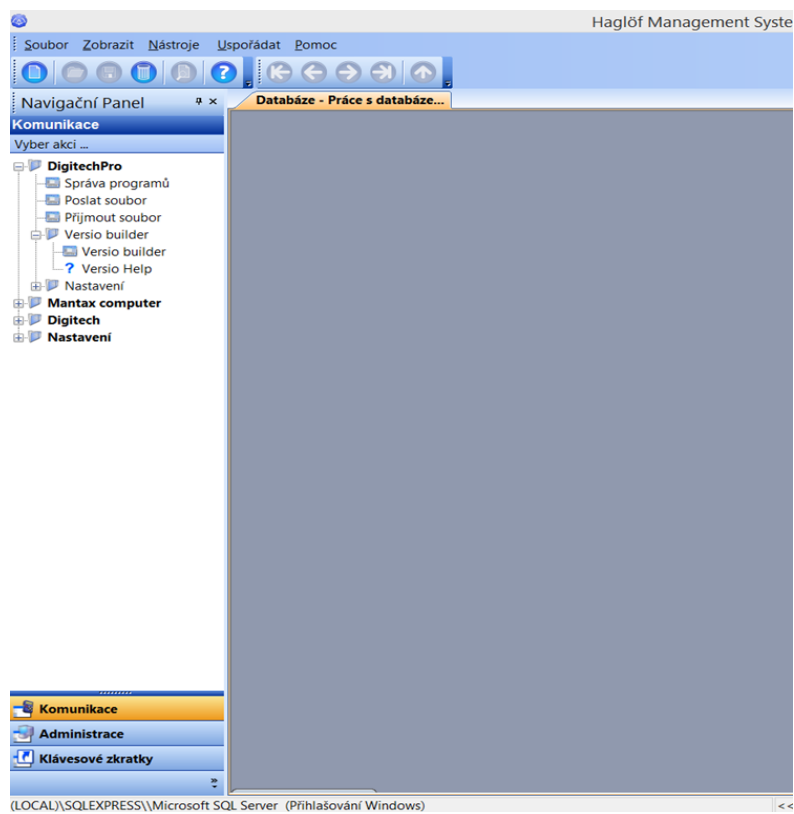 Haglöf Management Syste
Soubor Zobrazit Nástroje Uspořádat Pomoc
Navigační Panel
Databáze - Práce s databáze...
Komunikace
Vyber akci ...
DigitechPro
Správa programů
Poslat soubor
Přijmout soubor
Versio builder
Versio builder
? Versio Help
Nastavení
Mantax computer
Digitech
Nastavení
Komunikace
Administrace
Klávesové zkratky
(LOCAL)\SQLEXPRESS\\Microsoft SQL Server (Přihlašování Windows) <<